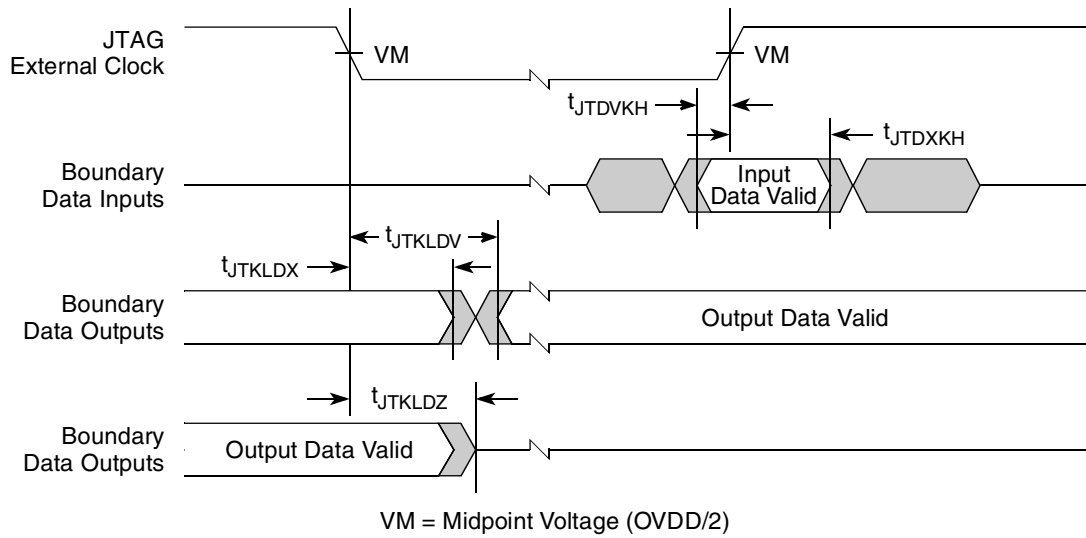 JTAG
External Clock
VM
VM
tJTDVKH
tJTDXKH
Boundary
Data Inputs
Input
Data Valid
tJTKLDV
tJTKLDX
Boundary
Data Outputs
Output Data Valid
tJTKLDZ
Boundary
Data Outputs
Output Data Valid
VM = Midpoint Voltage (OVDD/2)